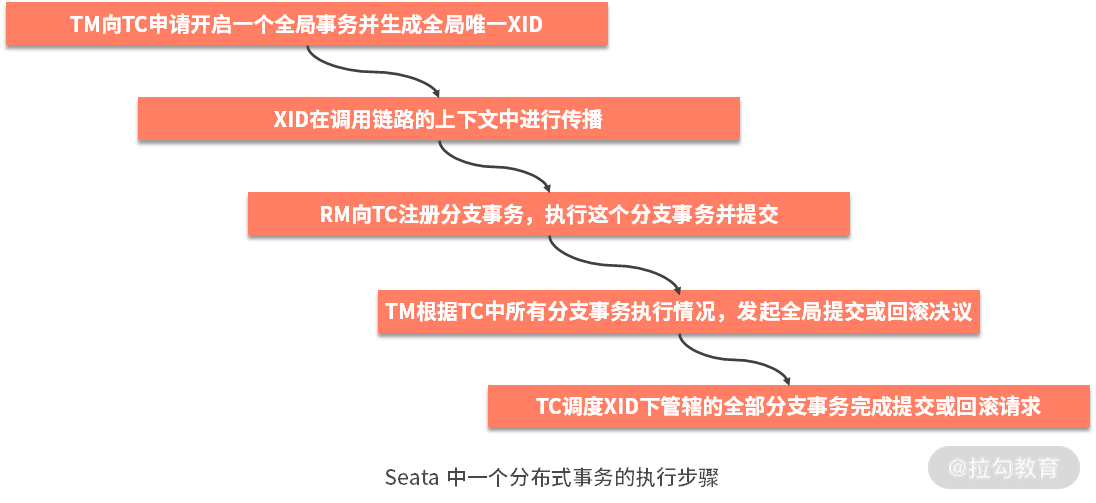 TM向TC申请开启一个全局事务并生成全局唯一XID
XID在调用链路的上下文中进行传播
RM向TC注册分支事务，执行这个分支事务并提交
TM根据TC中所有分支事务执行情况，发起全局提交或回滚决议
TC调度XID下管辖的全部分支事务完成提交或回滚请求
Seata 中一个分布式事务的执行步骤
@拉勾教育